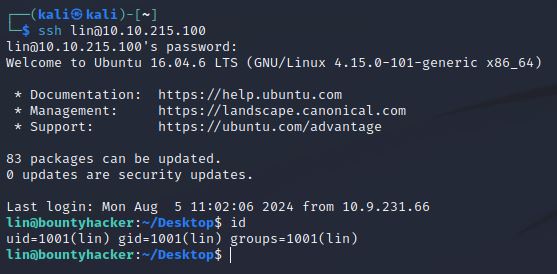 ┌──(kali㉿kali)-[~]
└─$ ssh lin@10.10.215.100
lin@10.10.215.100's password:
Welcome to Ubuntu 16.04.6 LTS (GNU/Linux 4.15.0-101-generic x86_64)

 * Documentation:  https://help.ubuntu.com
 * Management:     https://landscape.canonical.com
 * Support:        https://ubuntu.com/advantage

83 packages can be updated.
0 updates are security updates.

Last login: Mon Aug  5 11:02:06 2024 from 10.9.231.66
lin@bountyhacker:~/Desktop$ id
uid=1001(lin) gid=1001(lin) groups=1001(lin)
lin@bountyhacker:~/Desktop$